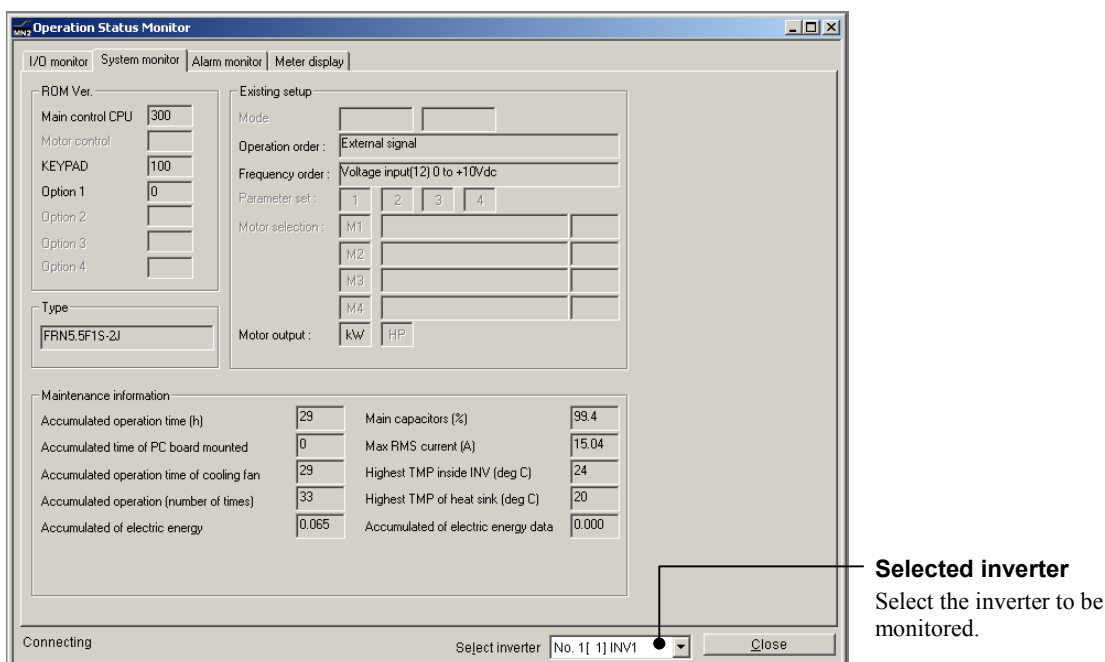 MN2 Operation Status Monitor
I/O monitor System monitor Alarm monitor Meter display
ROM Ver.
Main control CPU 300
Motor control
KEYPAD 100
Option 1 0
Option 2
Option 3
Option 4
Type
FRN5.5F1S-2J
Existing setup
Mode
Operation order : External signal
Frequency order : Voltage input(12) 0 to +10Vdc
Parameter set : 1 2 3 4
Motor selection : M1
M2
M3
M4
Motor output : kW HP
Maintenance information
Accumulated operation time (h) 29 Main capacitors (%) 99.4
Accumulated time of PC board mounted 0 Max RMS current (A) 15.04
Accumulated operation time of cooling fan 29 Highest TMP inside INV (deg C) 24
Accumulated operation (number of times) 33 Highest TMP of heat sink (deg C) 20
Accumulated of electric energy 0.065 Accumulated of electric energy data 0.000
Connecting Select inverter No. 1[ 1] INV1 Close
Selected inverter
Select the inverter to be
monitored.